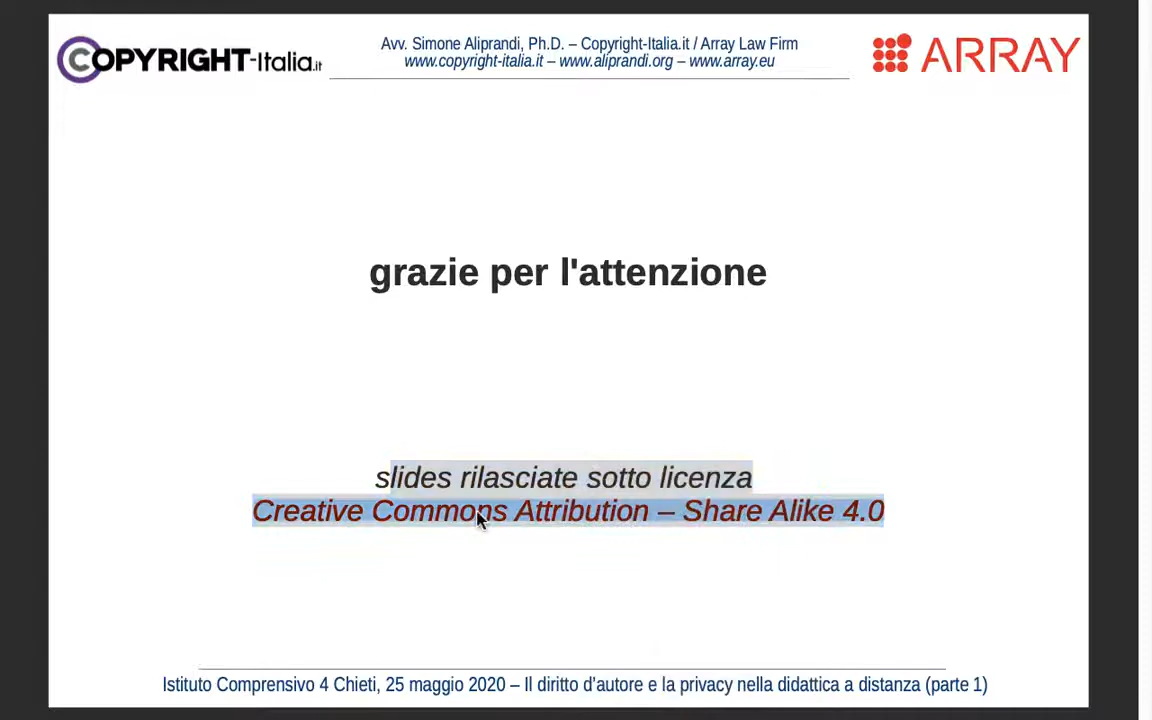 COPYRIGHT-Italia.it
Avv. Simone Aliprandi, Ph.D. – Copyright-Italia.it / Array Law Firm
www.copyright-italia.it – www.aliprandi.org – www.array.eu
ARRAY
grazie per l'attenzione
slides rilasciate sotto licenza
Creative Commons Attribution – Share Alike 4.0
Istituto Comprensivo 4 Chieti, 25 maggio 2020 – Il diritto d'autore e la privacy nella didattica a distanza (parte 1)